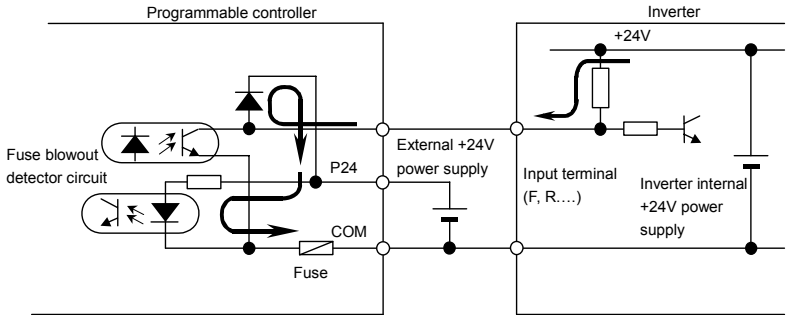 Programmable controller
Inverter
+24V
Fuse blowout
detector circuit
P24
External +24V
power supply
Input terminal
(F, R....)
Inverter internal
+24V power
supply
COM
Fuse